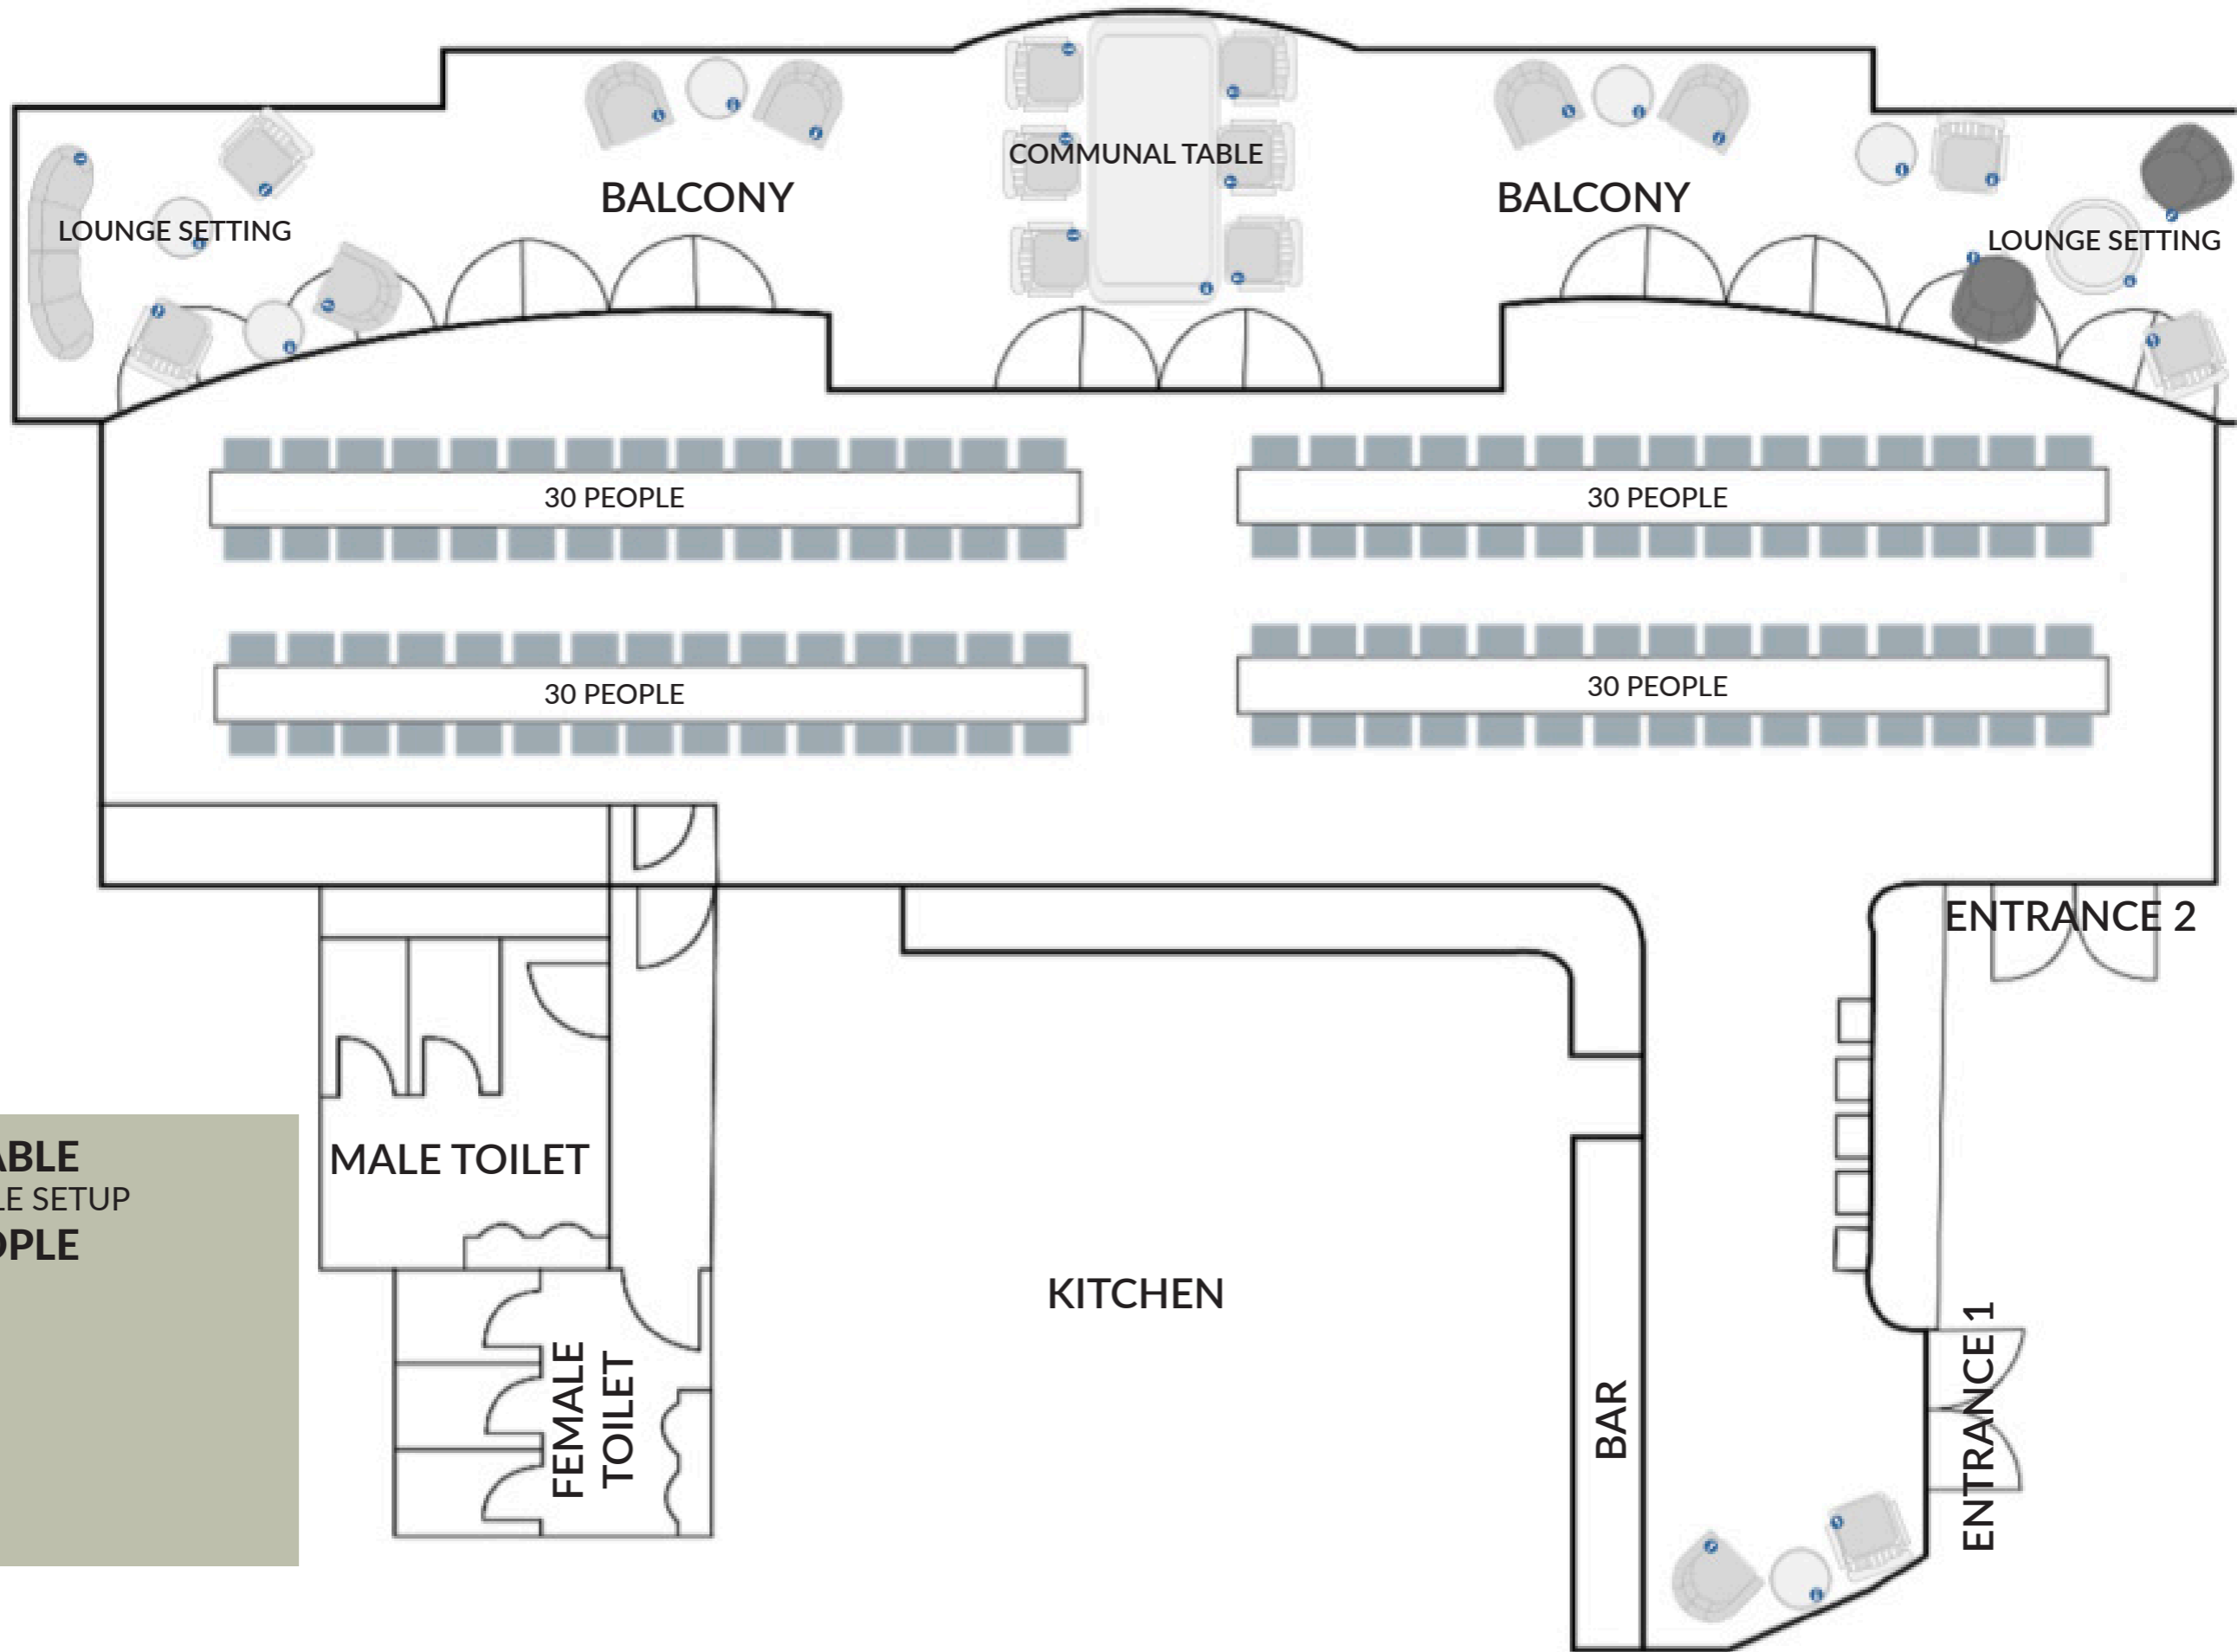 COMMUNAL TABLE
BALCONY
BALCONY
LOUNGE SETTING
LOUNGE SETTING
30 PEOPLE
30 PEOPLE
30 PEOPLE
30 PEOPLE
ENTRANCE 2
MALE TOILET
ABLE
LE SETUP
OPLE
KITCHEN
FEMALE
TOILET
BAR
ENTRANCE 1